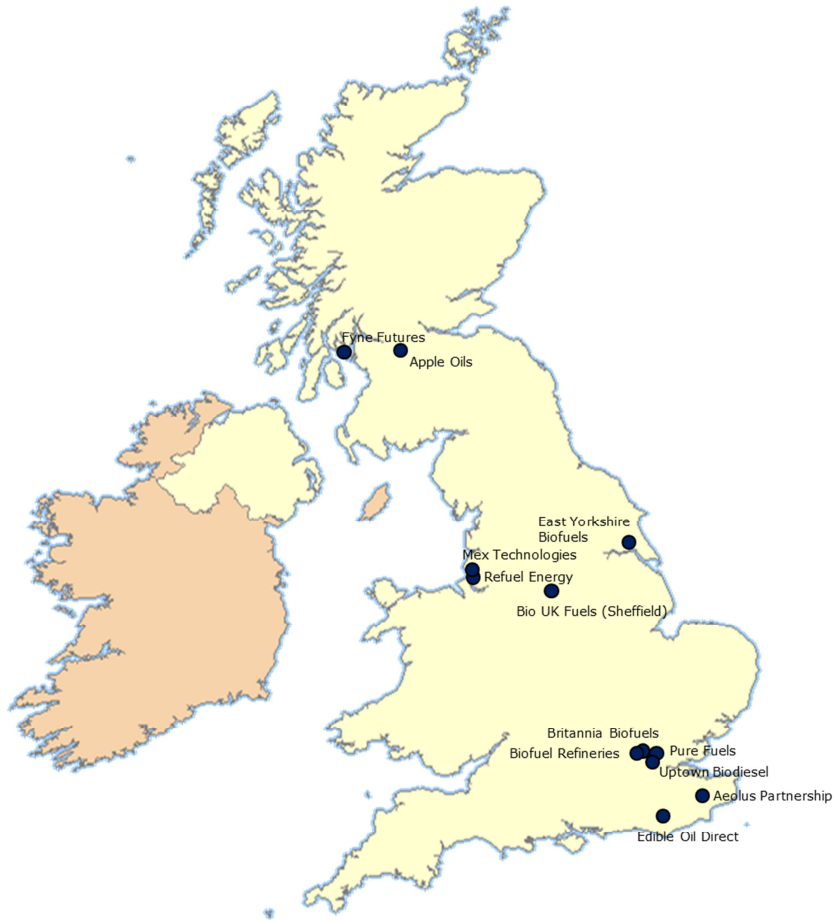 Fyne Futures
Apple Oils
East Yorkshire
Biofuels
Mex Technologies
Refuel Energy
Bio UK Fuels (Sheffield)
Britannia Biofuels
Pure Fuels
Biofuel Refineries
Uptown Biodiesel
Aeolus Partnership
Edible Oil Direct